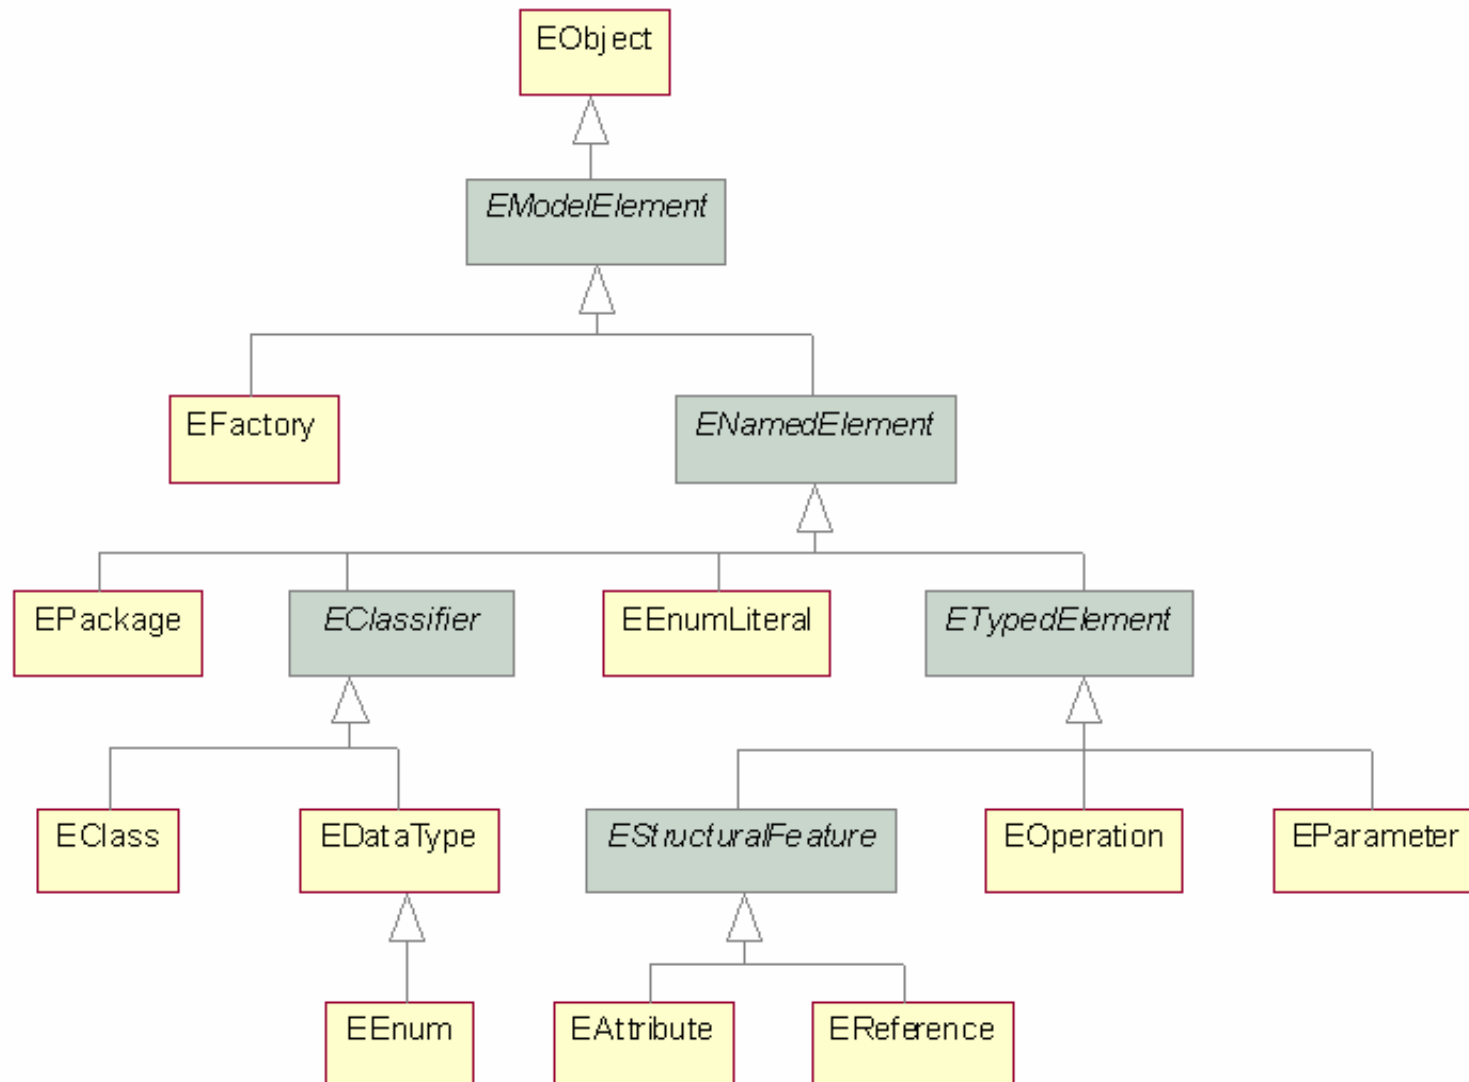 EObject
EModelElement
EFactory
ENamedElement
EPackage
EClassifier
EEnumLiteral
ETypedElement
EClass
EDataType
EStructuralFeature
EOperation
EParameter
EEnum
EAttribute
EReference